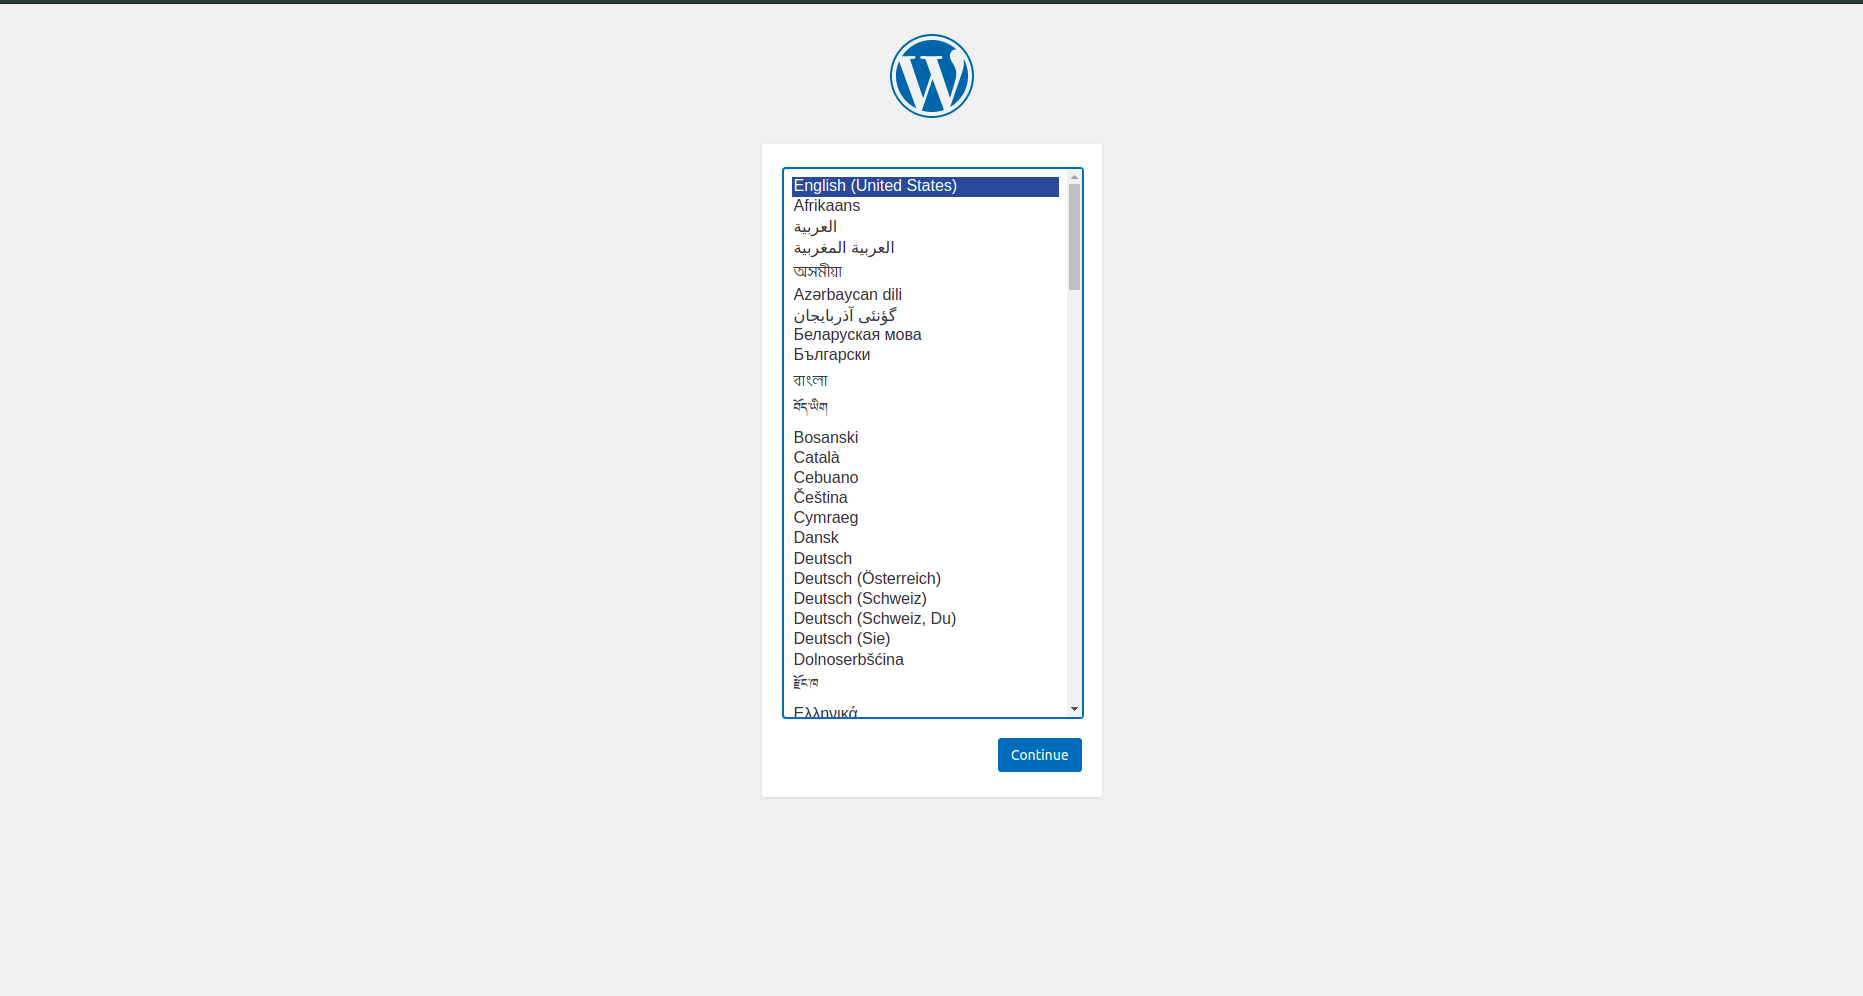 English (United States)
Afrikaans
العربية
العربية المغربية
অসমীয়া
Azərbaycan dili
گؤنئی آذربایجان
Беларуская мова
Български
বাংলা
བོད་ཡིག
Bosanski
Català
Cebuano
Čeština
Cymraeg
Dansk
Deutsch
Deutsch (Österreich)
Deutsch (Schweiz)
Deutsch (Schweiz, Du)
Deutsch (Sie)
Dolnoserbšćina
རྫོང་ཁ
Ελληνικά
Continue